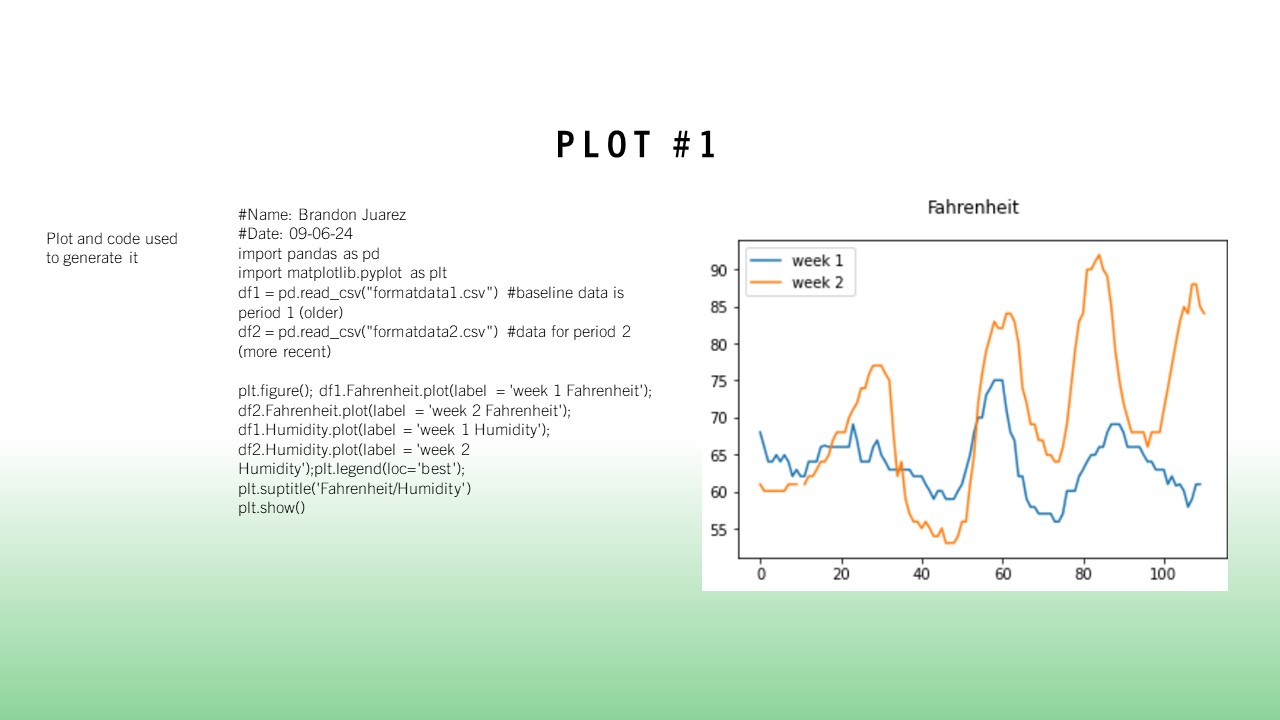 PLOT #1
Plot and code used
to generate it
#Name: Brandon Juarez
#Date: 09-06-24
import pandas as pd
import matplotlib.pyplot as plt
df1 = pd.read_csv("formatdata1.csv") #baseline data is
period 1 (older)
df2 = pd.read_csv("formatdata2.csv") #data for period 2
(more recent)
plt.figure(); df1.Fahrenheit.plot(label = 'week 1 Fahrenheit');
df2.Fahrenheit.plot(label = 'week 2 Fahrenheit');
df1.Humidity.plot(label = 'week 1 Humidity');
df2.Humidity.plot(label = 'week 2
Humidity');plt.legend(loc='best');
plt.suptitle('Fahrenheit/Humidity')
plt.show()
Fahrenheit
week 1
week 2
90
85
80
75
70
65
60
55
0 20 40 60 80 100